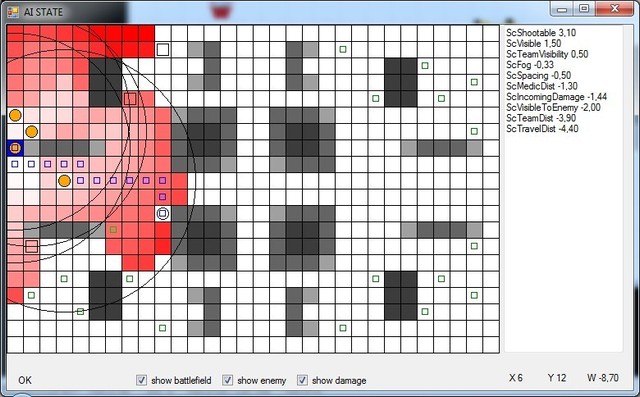 AI STATE
ScShootable 3,10
ScVisible 1,50
ScTeamVisibility 0,50
ScFog -0,33
ScSpacing -0,50
ScMedicDist -1,30
ScIncomingDamage -1,44
ScVisibleToEnemy -2,00
ScTeamDist -3,90
ScTravelDist -4,40
OK
show battlefield
show enemy
show damage
X 6
Y 12
W -8,70